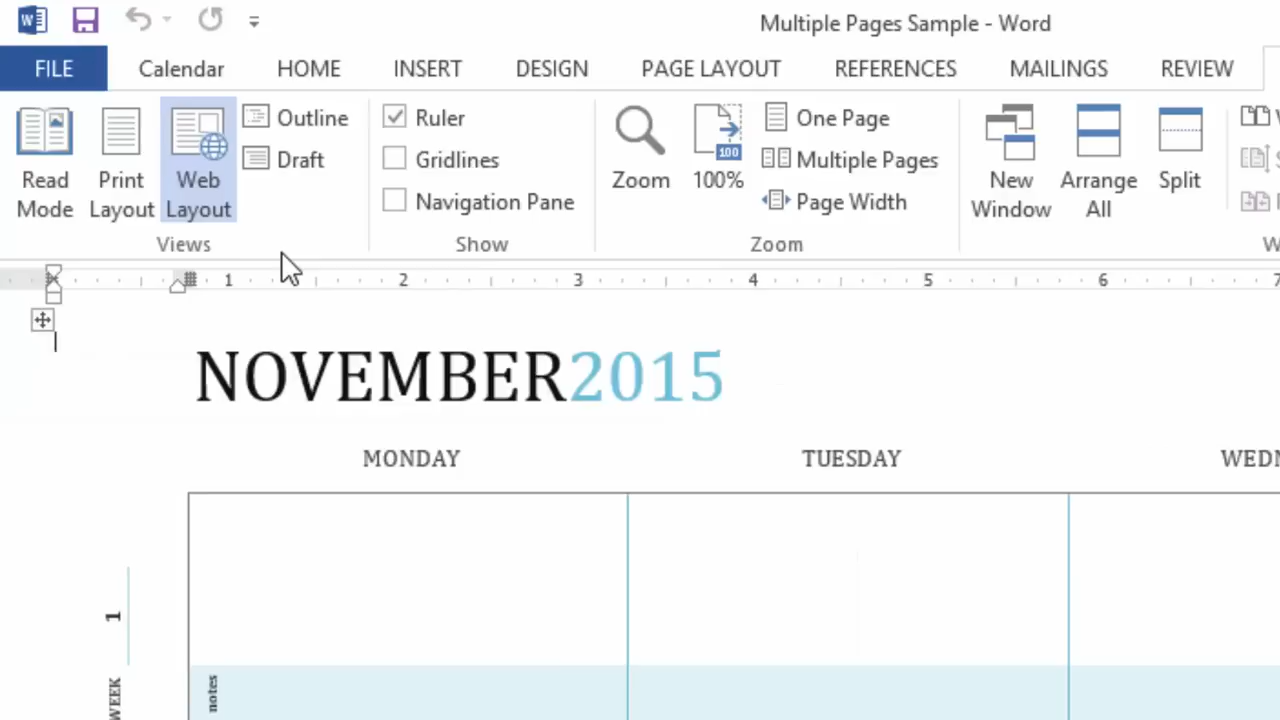 Multiple Pages Sample - Word
FILE Calendar HOME INSERT DESIGN PAGE LAYOUT REFERENCES MAILINGS REVIEW
Read Mode
Print Layout
Web Layout
Outline
Draft
Views
Ruler
Gridlines
Navigation Pane
Show
Zoom
100%
100
One Page
Multiple Pages
Page Width
Zoom
New Window
Arrange All
Split
1 2 3 4 5 6 7
NOVEMBER2015
MONDAY TUESDAY
WEEK 1
notes